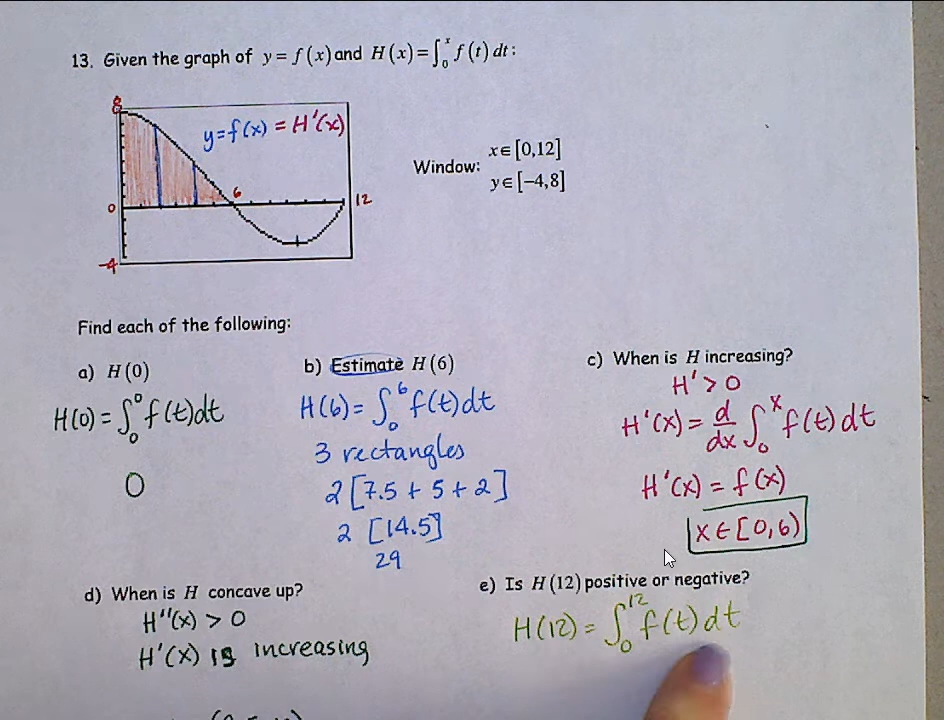 13. Given the graph of y = f(x) and H(x) = ∫₀ˣ f(t) dt :
8
y=f(x) = H'(x)
6
0
12
-4
Window: x∈[0,12]
y∈[-4,8]
Find each of the following:
a) H(0)
H(0) = ∫₀⁰ f(t)dt
0
b) Estimate H(6)
H(6) = ∫₀⁶ f(t)dt
3 rectangles
2[7.5 + 5 + 2]
2 [14.5]
29
c) When is H increasing?
H' > 0
H'(x) = d/dx ∫₀ˣ f(t) dt
H'(x) = f(x)
x∈[0,6)
d) When is H concave up?
H''(x) > 0
H'(x) is increasing
e) Is H(12) positive or negative?
H(12) = ∫₀¹² f(t) dt